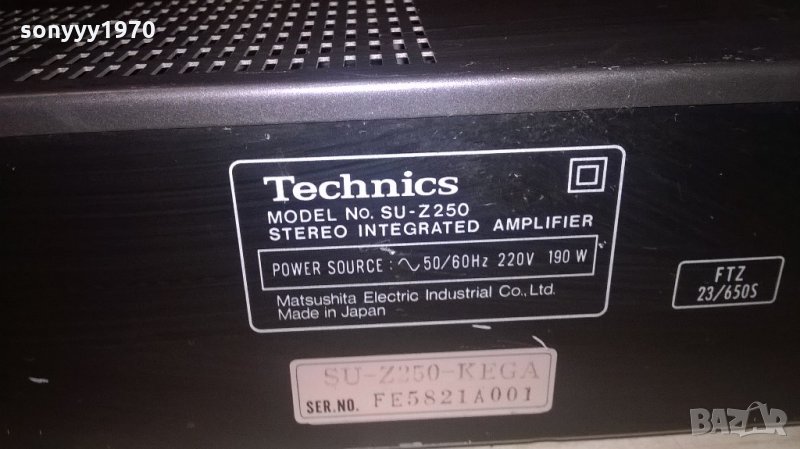 sonyyy1970
Technics
MODEL No. SU-Z250
STEREO INTEGRATED AMPLIFIER
POWER SOURCE : ∿ 50/60Hz 220V 190 W
Matsushita Electric Industrial Co., Ltd.
Made in Japan
FTZ
23/650S
SU-Z250-KEGA
SER.NO. FE5821A001
BAZAR